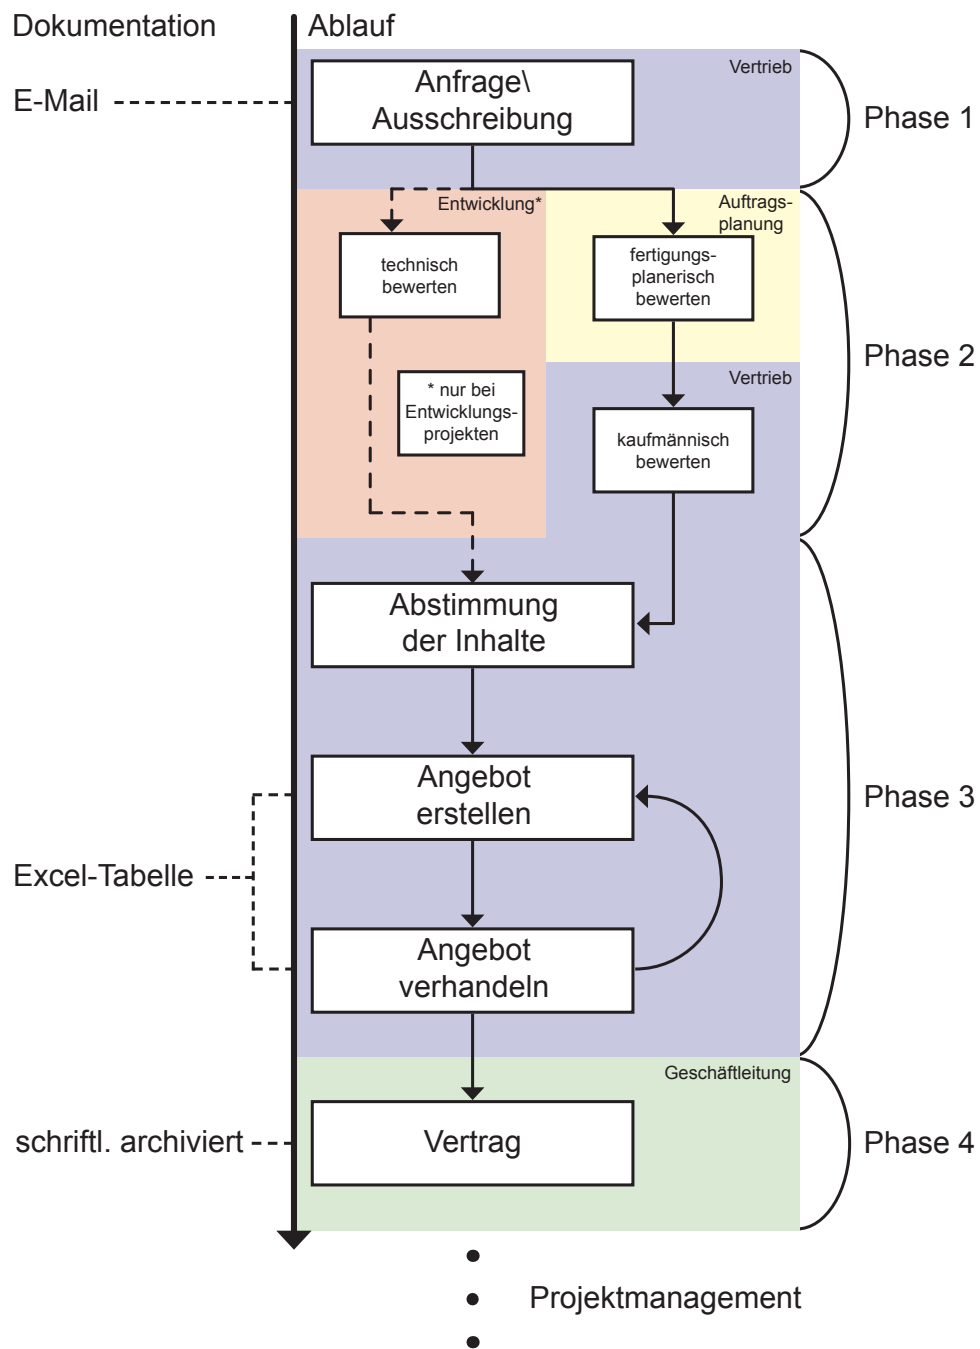 Dokumentation
Ablauf
Vertrieb
E-Mail
Anfrage\
Ausschreibung
Phase 1
Entwicklung*
Auftrags-
planung
technisch
bewerten
fertigungs-
planerisch
bewerten
Phase 2
Vertrieb
* nur bei
Entwicklungs-
projekten
kaufmännisch
bewerten
Abstimmung
der Inhalte
Angebot
erstellen
Phase 3
Excel-Tabelle
Angebot
verhandeln
Geschäftleitung
schriftl. archiviert
Vertrag
Phase 4
Projektmanagement